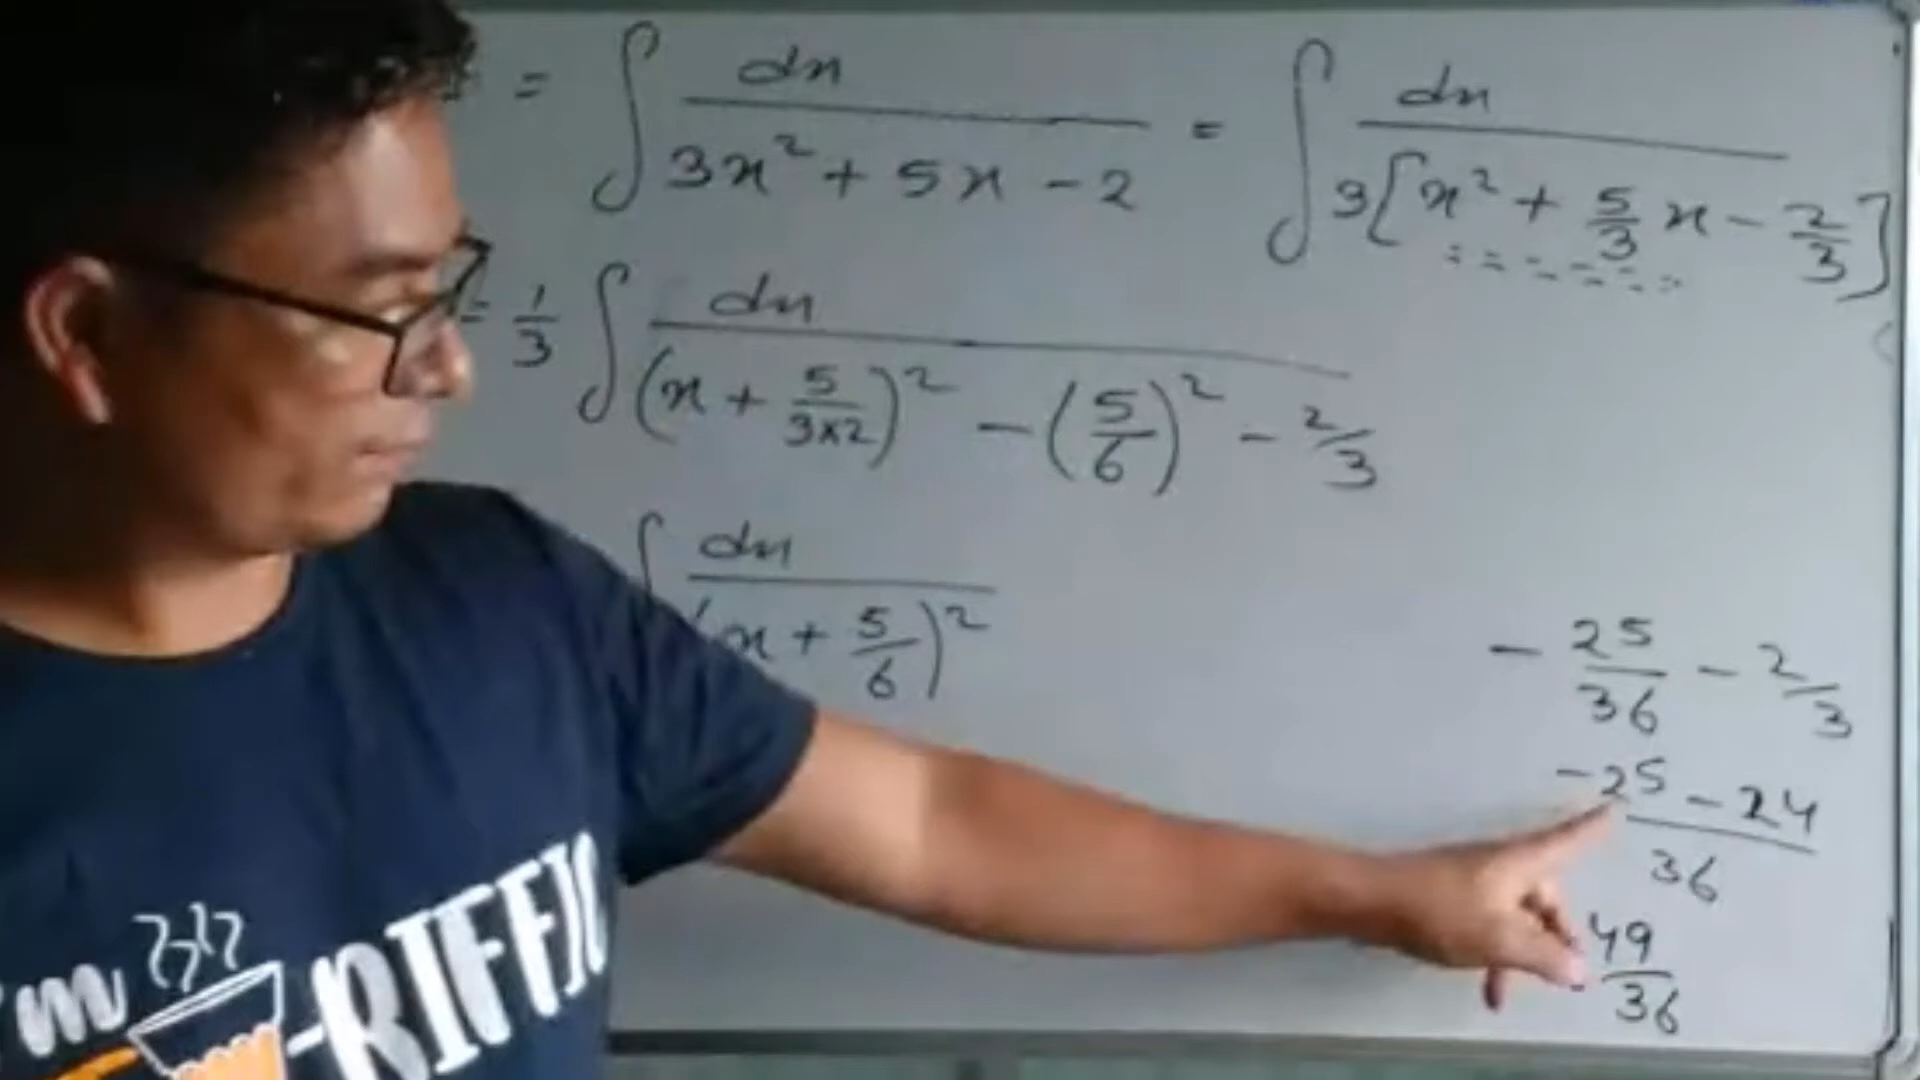 = ∫ dx / (3x² + 5x - 2) = ∫ dx / 3[x² + 5/3 x - 2/3]
= 1/3 ∫ dx / (x + 5/(3×2))² - (5/6)² - 2/3
∫ dx / (x + 5/6)²
- 25/36 - 2/3
-25 - 24 / 36
- 49/36
I'm
RIFFIC